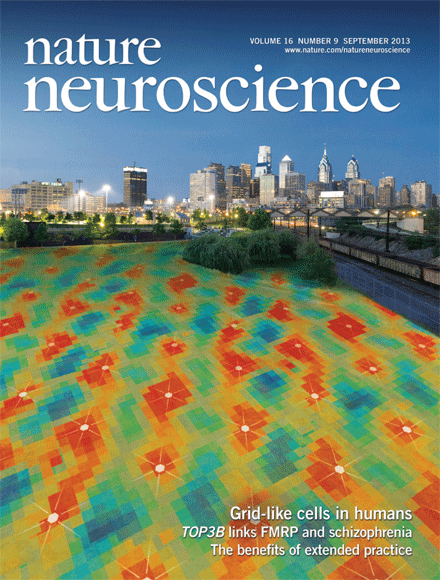 nature
neuroscience
VOLUME 16 NUMBER 9 SEPTEMBER 2013
www.nature.com/natureneuroscience
Grid-like cells in humans
TOP3B links FMRP and schizophrenia
The benefits of extended practice